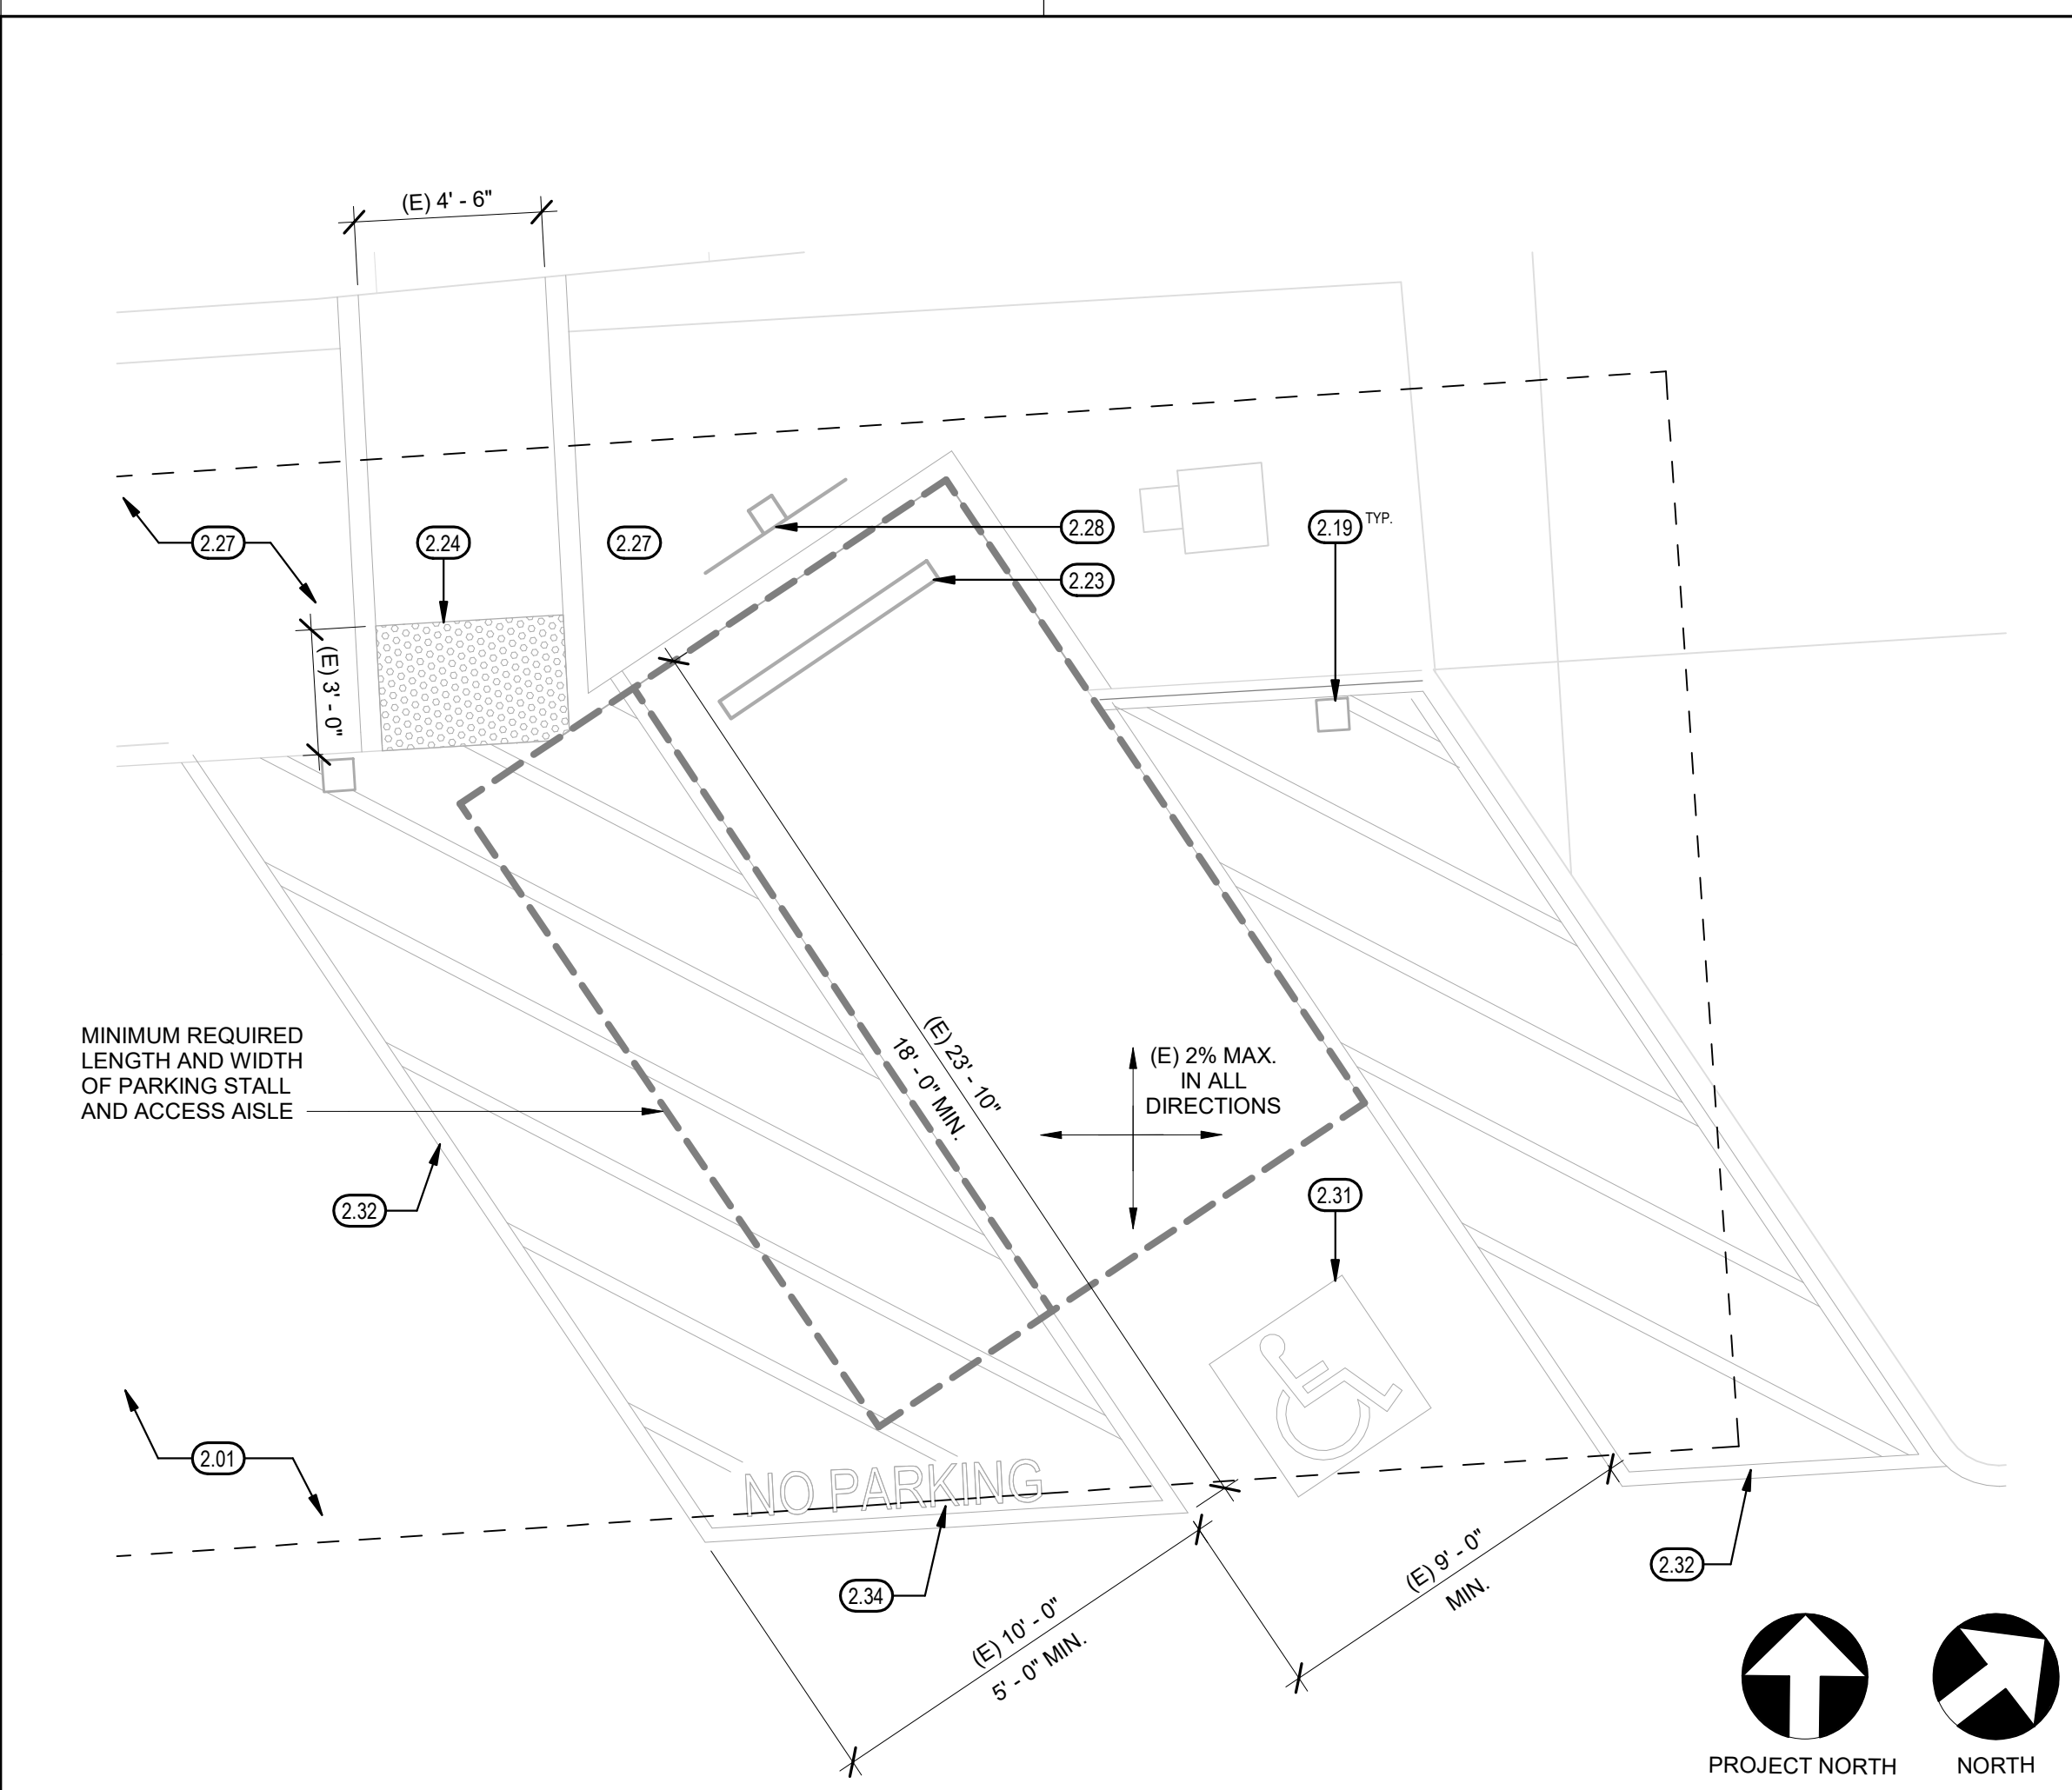 (E) 4' - 6"
2.27
2.24
2.27
2.28
2.19 TYP.
2.23
(E) 3' - 0"
MINIMUM REQUIRED
LENGTH AND WIDTH
OF PARKING STALL
AND ACCESS AISLE
(E) 23' - 10"
18' - 0" MIN.
(E) 2% MAX.
IN ALL
DIRECTIONS
2.32
2.31
2.01
NO PARKING
2.34
(E) 10' - 0"
5' - 0" MIN.
(E) 9' - 0"
MIN.
2.32
PROJECT NORTH
NORTH